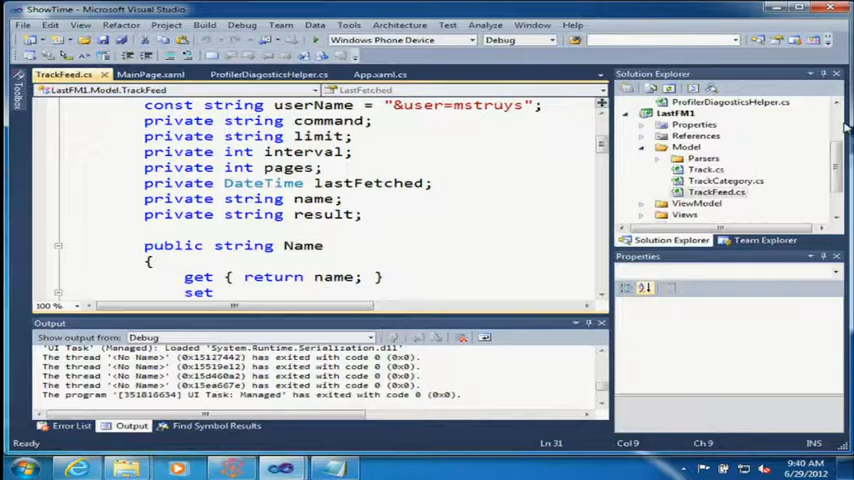 ShowTime - Microsoft Visual Studio
File Edit View Refactor Project Build Debug Team Data Tools Architecture Test Analyze Window Help
Windows Phone Device Debug
TrackFeed.cs MainPage.xaml ProfilerDiagnosticsHelper.cs App.xaml.cs
LastFM1.Model.TrackFeed lastFetched
const string userName = "&user=mstruys";
private string command;
private string limit;
private int interval;
private int pages;
private DateTime lastFetched;
private string name;
private string result;
public string Name
{
get { return name; }
set
100 %
Toolbox
Solution Explorer
ProfilerDiagnosticsHelper.cs
LastFM1
Properties
References
Model
Parsers
Track.cs
TrackCategory.cs
TrackFeed.cs
ViewModel
Views
Solution Explorer Team Explorer
Properties
Output
Show output from: Debug
'UI Task' (Managed): Loaded 'System.Runtime.Serialization.dll'
The thread '<No Name>' (0x15127442) has exited with code 0 (0x0).
The thread '<No Name>' (0x15519e12) has exited with code 0 (0x0).
The thread '<No Name>' (0x15d460a2) has exited with code 0 (0x0).
The thread '<No Name>' (0x15ea667e) has exited with code 0 (0x0).
The program '[351816634] UI Task: Managed' has exited with code 0 (0x0).
Error List Output Find Symbol Results
Ready Ln 31 Col 9 Ch 9 INS
9:40 AM
6/29/2012